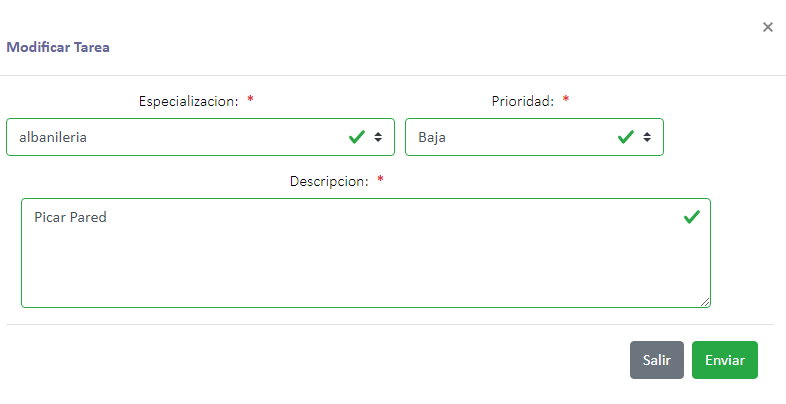 ×
Modificar Tarea
Especializacion: * Prioridad: *
albanileria Baja
Descripcion: *
Picar Pared
Salir Enviar